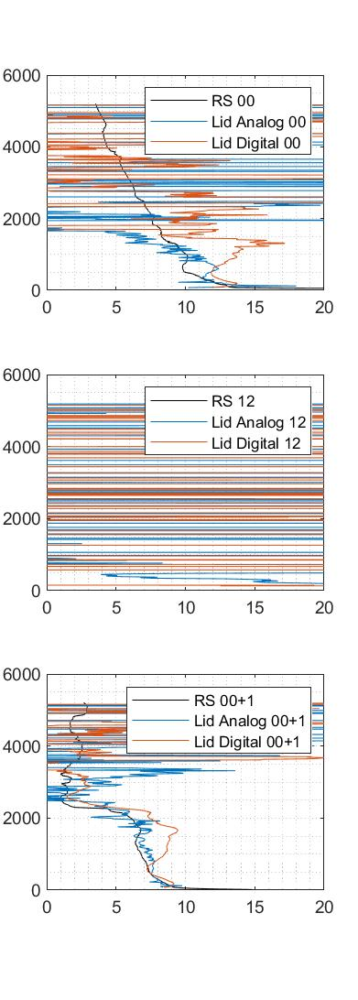 6000
4000
2000
0
RS 00
Lid Analog 00
Lid Digital 00
0 5 10 15 20
6000
4000
2000
0
RS 12
Lid Analog 12
Lid Digital 12
0 5 10 15 20
6000
4000
2000
0
RS 00+1
Lid Analog 00+1
Lid Digital 00+1
0 5 10 15 20